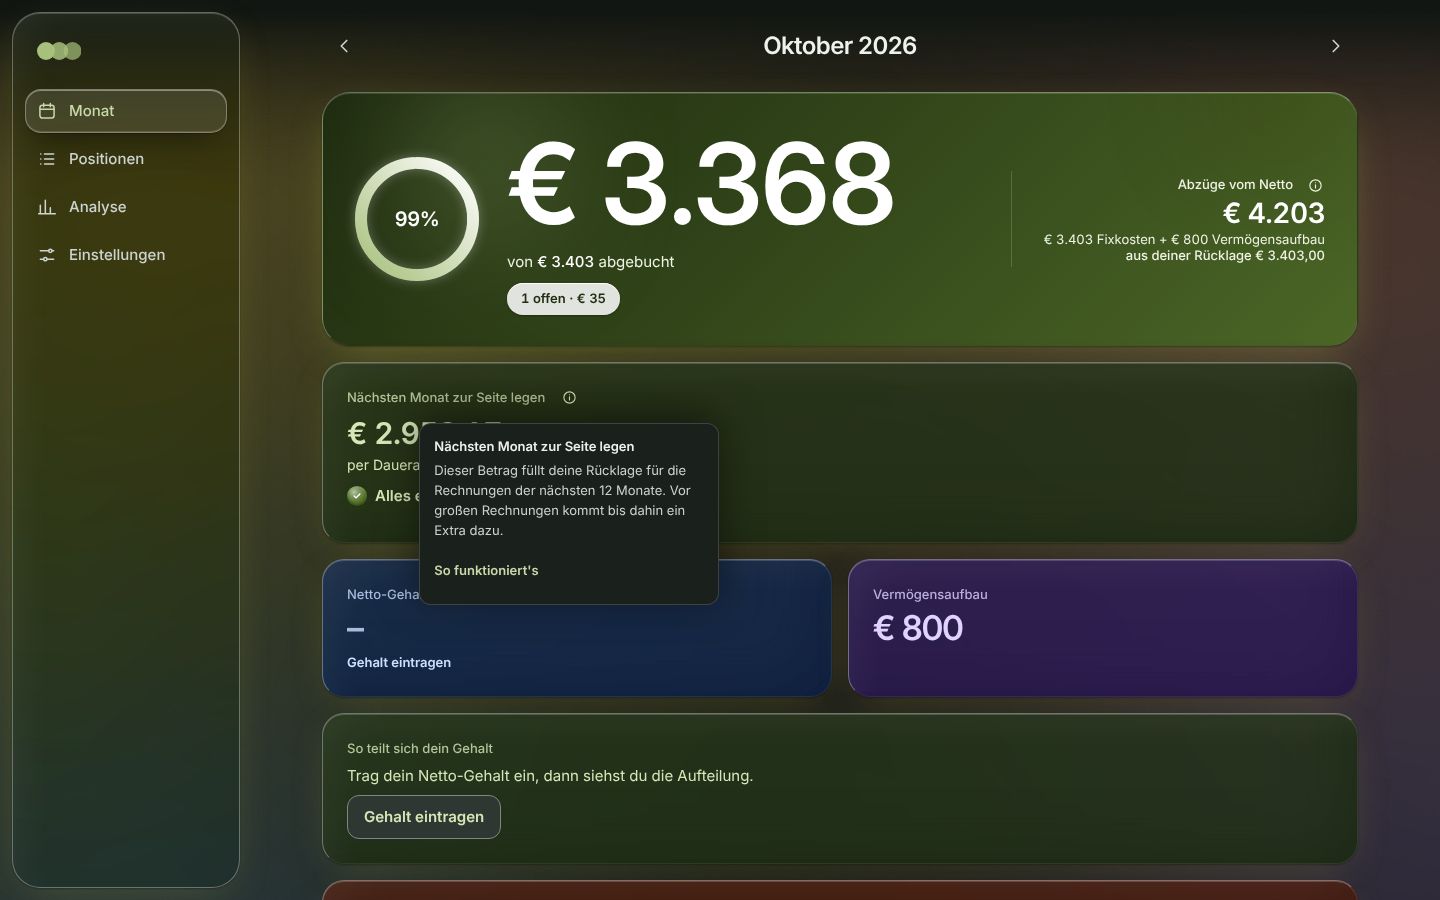 Oktober 2026
Monat
Positionen
Analyse
Einstellungen
99%
€ 3.368
von € 3.403 abgebucht
1 offen · € 35
Abzüge vom Netto
€ 4.203
€ 3.403 Fixkosten + € 800 Vermögensaufbau
aus deiner Rücklage € 3.403,00
Nächsten Monat zur Seite legen
€ 2.9
per Dauera
Alles e
Nächsten Monat zur Seite legen
Dieser Betrag füllt deine Rücklage für die
Rechnungen der nächsten 12 Monate. Vor
großen Rechnungen kommt bis dahin ein
Extra dazu.
So funktioniert's
Netto-Geha
–
Gehalt eintragen
Vermögensaufbau
€ 800
So teilt sich dein Gehalt
Trag dein Netto-Gehalt ein, dann siehst du die Aufteilung.
Gehalt eintragen